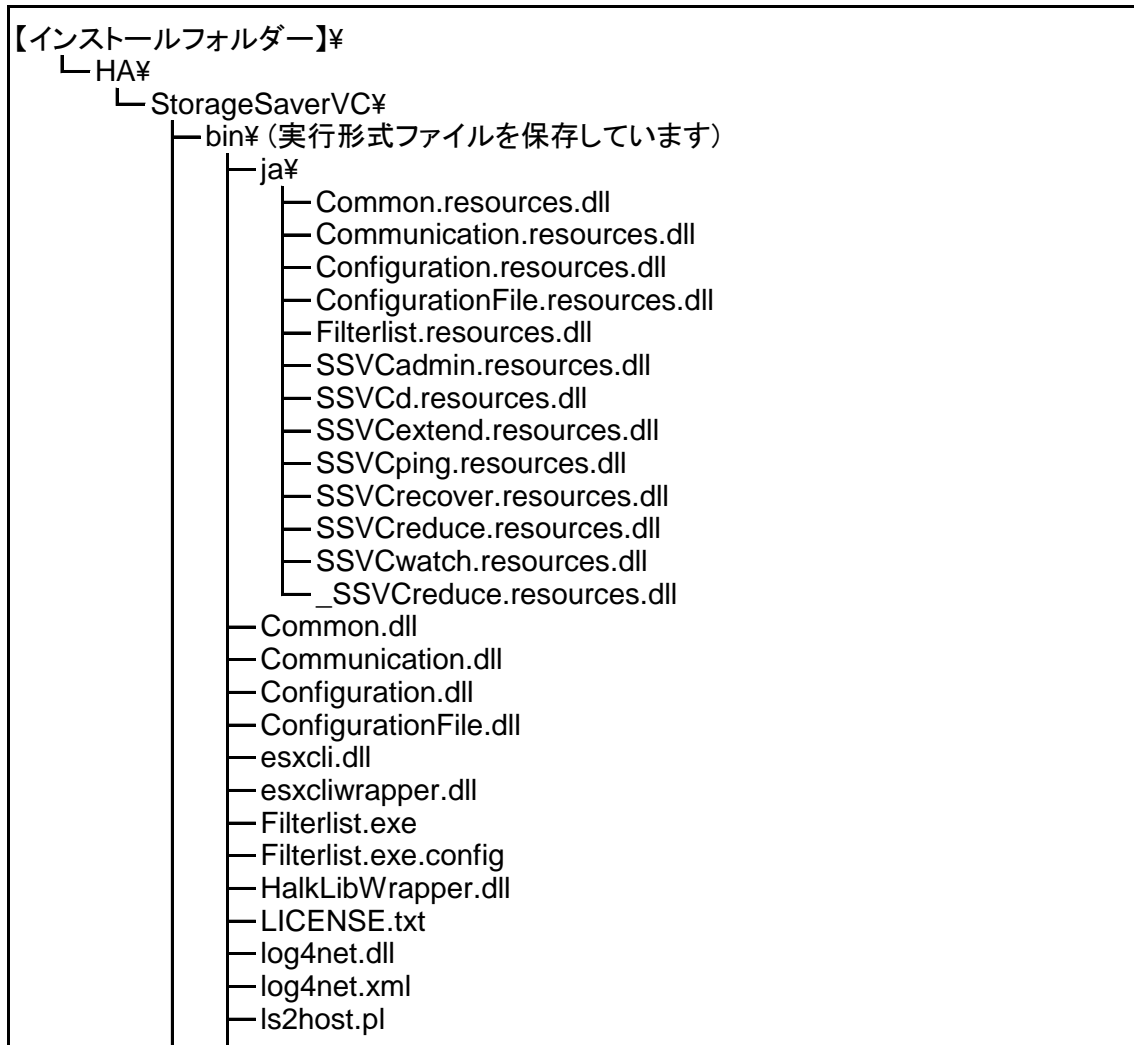 【インストールフォルダー】¥
HA¥
StorageSaverVC¥
bin¥ (実行形式ファイルを保存しています)
ja¥
Common.resources.dll
Communication.resources.dll
Configuration.resources.dll
ConfigurationFile.resources.dll
Filterlist.resources.dll
SSVCadmin.resources.dll
SSVCd.resources.dll
SSVCextend.resources.dll
SSVCping.resources.dll
SSVCrecover.resources.dll
SSVCreduce.resources.dll
SSVCwatch.resources.dll
_SSVCreduce.resources.dll
Common.dll
Communication.dll
Configuration.dll
ConfigurationFile.dll
esxcli.dll
esxcliwrapper.dll
Filterlist.exe
Filterlist.exe.config
HalkLibWrapper.dll
LICENSE.txt
log4net.dll
log4net.xml
ls2host.pl